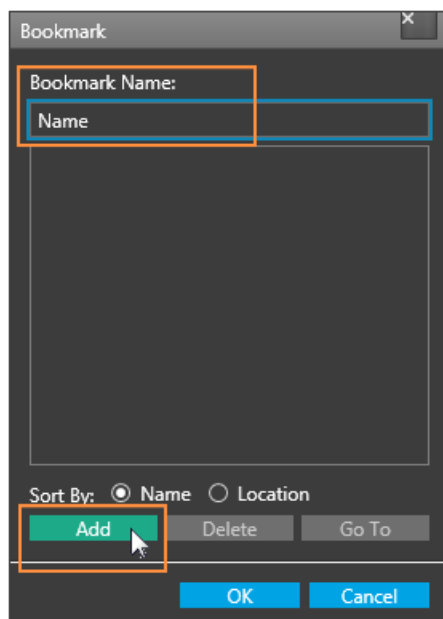 Bookmark
Bookmark Name:
Name
Sort By: Name Location
Add Delete Go To
OK Cancel